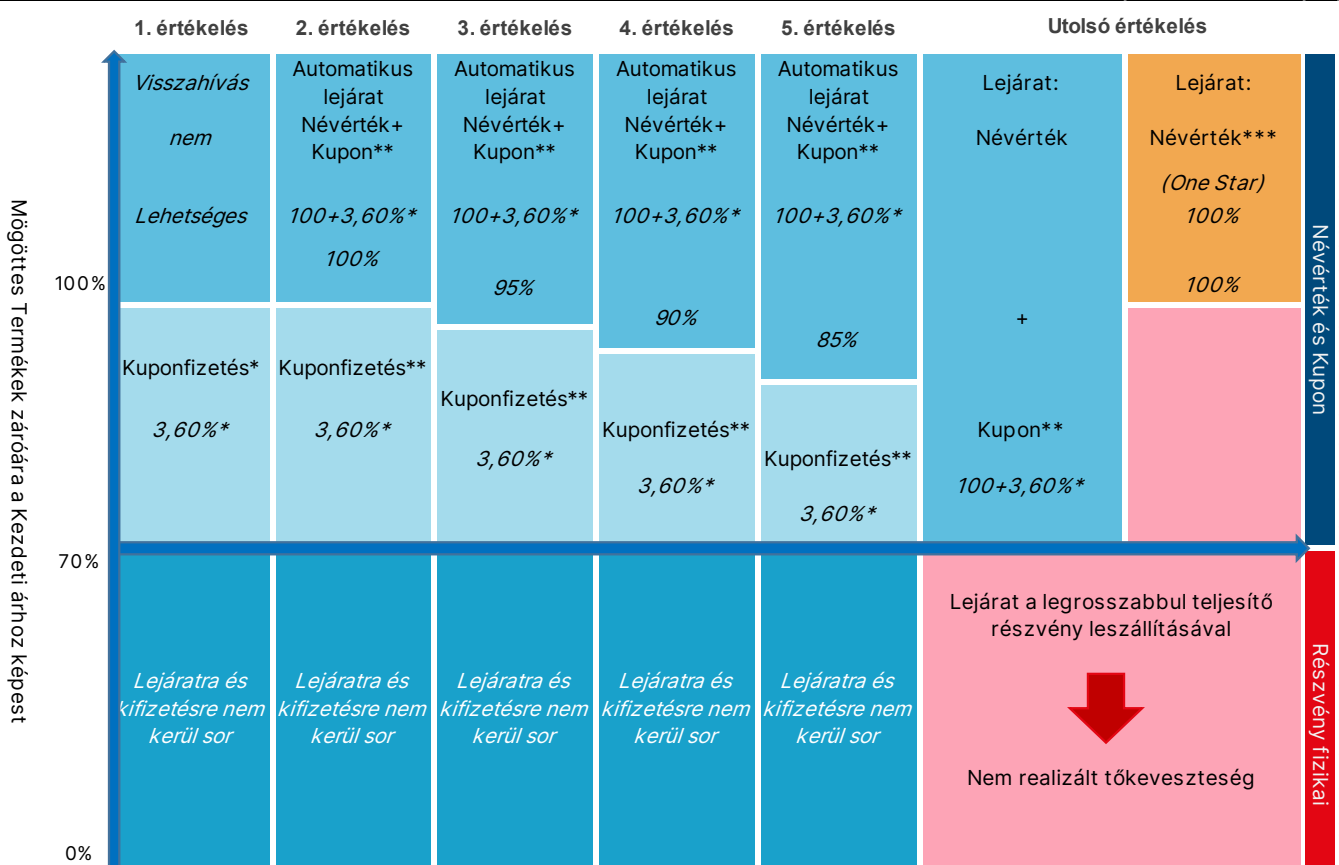 1. értékelés
2. értékelés
3. értékelés
4. értékelés
5. értékelés
Utolsó értékelés
Mögöttes Termékek záróára a Kezdeti árhoz képest
100%
70%
0%
Visszahívás
nem
Lehetséges
Kuponfizetés*
3,60%*
Lejáratra és
kifizetésre nem
kerül sor
Automatikus
lejárat
Névérték+
Kupon**
100+3,60%*
100%
Kuponfizetés**
3,60%*
Lejáratra és
kifizetésre nem
kerül sor
Automatikus
lejárat
Névérték+
Kupon**
100+3,60%*
95%
Kuponfizetés**
3,60%*
Lejáratra és
kifizetésre nem
kerül sor
Automatikus
lejárat
Névérték+
Kupon**
100+3,60%*
90%
Kuponfizetés**
3,60%*
Lejáratra és
kifizetésre nem
kerül sor
Automatikus
lejárat
Névérték+
Kupon**
100+3,60%*
85%
Kuponfizetés**
3,60%*
Lejáratra és
kifizetésre nem
kerül sor
Lejárat:
Névérték
+
Kupon**
100+3,60%*
Lejárat:
Névérték***
(One Star)
100%
100%
Lejárat a legrosszabbul teljesítő
részvény leszállításával
Nem realizált tőkeveszteség
Névérték és Kupon
Részvény fizikai